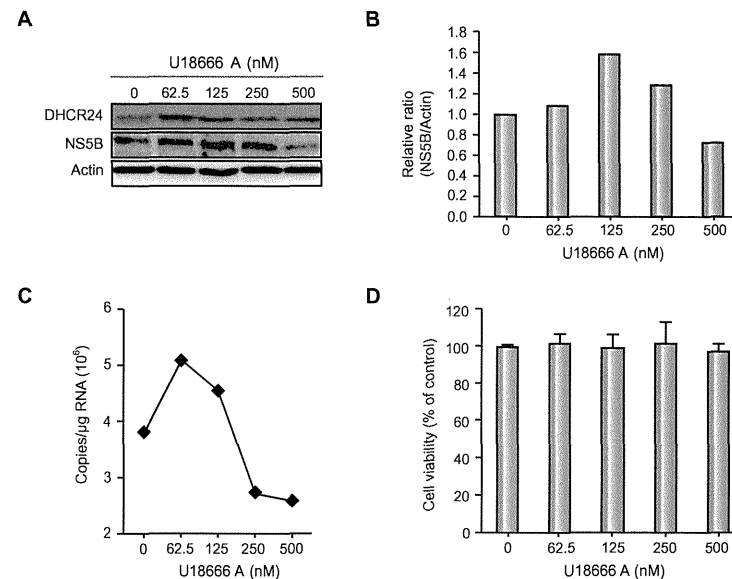 A
U18666 A (nM)
0 62.5 125 250 500
DHCR24
NS5B
Actin
B
Relative ratio
(NS5B/Actin)
1.8
1.6
1.4
1.2
1.0
0.8
0.6
0.4
0.2
0.0
0 62.5 125 250 500
U18666 A (nM)
C
Copies/µg RNA (10⁶)
6
5
4
3
2
0 62.5 125 250 500
U18666 A (nM)
D
Cell viability (% of control)
120
100
80
60
40
20
0
0 62.5 125 250 500
U18666 A (nM)